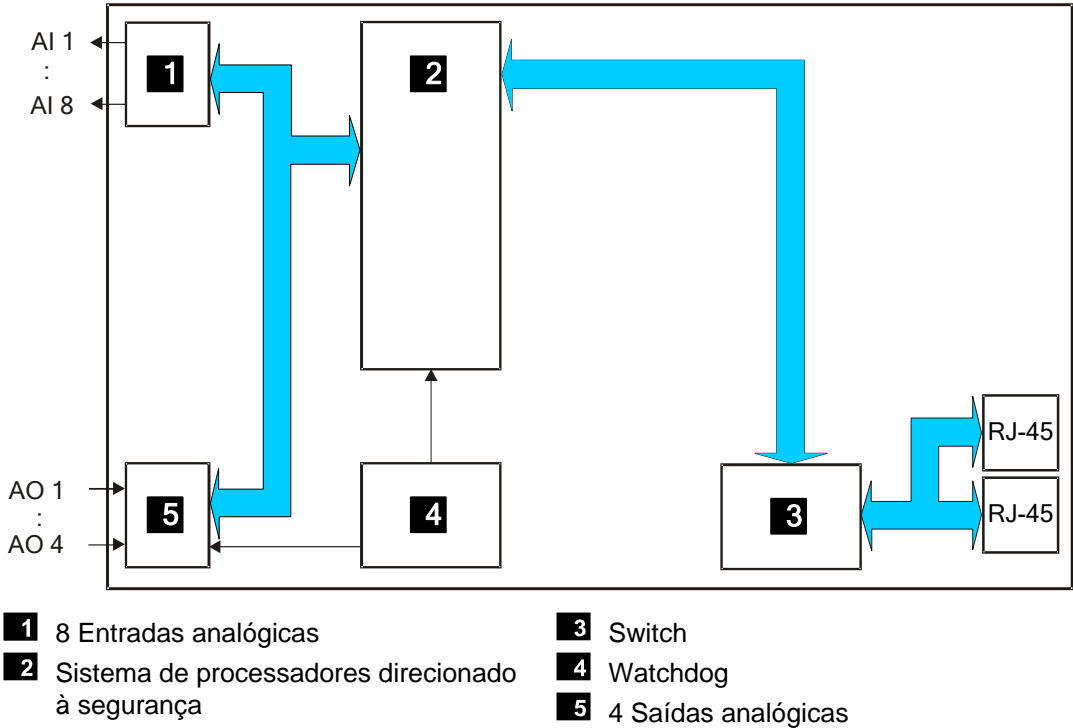 AI 1
:
AI 8
1
2
AO 1
:
AO 4
5
4
3
RJ-45
RJ-45
1 8 Entradas analógicas
2 Sistema de processadores direcionado
à segurança
3 Switch
4 Watchdog
5 4 Saídas analógicas